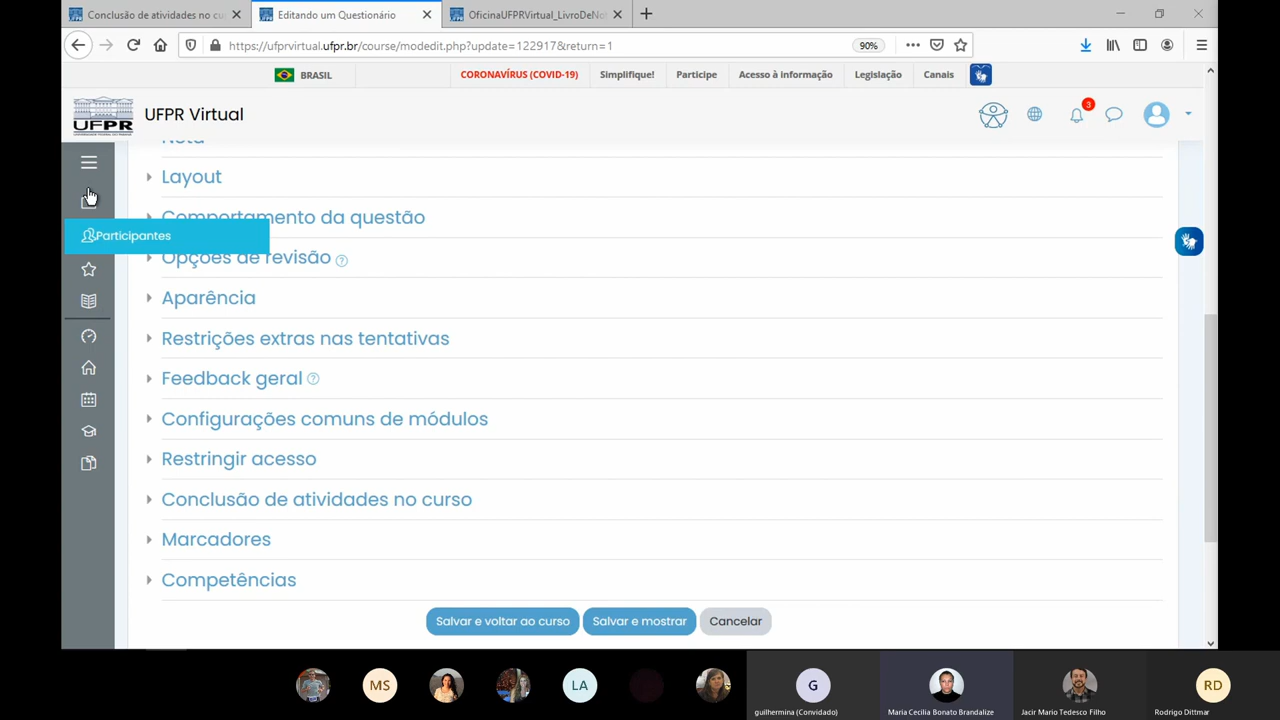 Conclusão de atividades no cu
Editando um Questionário
OficinaUFPRVirtual_LivroDeNo
https://ufprvirtual.ufpr.br/course/modedit.php?update=122917&return=1
90%
BRASIL
CORONAVÍRUS (COVID-19)
Simplifique!
Participe
Acesso à informação
Legislação
Canais
UFPR
UFPR Virtual
3
Nota
Layout
Comportamento da questão
Participantes
Opções de revisão
Aparência
Restrições extras nas tentativas
Feedback geral
Configurações comuns de módulos
Restringir acesso
Conclusão de atividades no curso
Marcadores
Competências
Salvar e voltar ao curso
Salvar e mostrar
Cancelar
MS
LA
G
RD
guilhermina (Convidado)
Maria Cecilia Bonato Brandalize
Jacir Mario Tedesco Filho
Rodrigo Dittmar